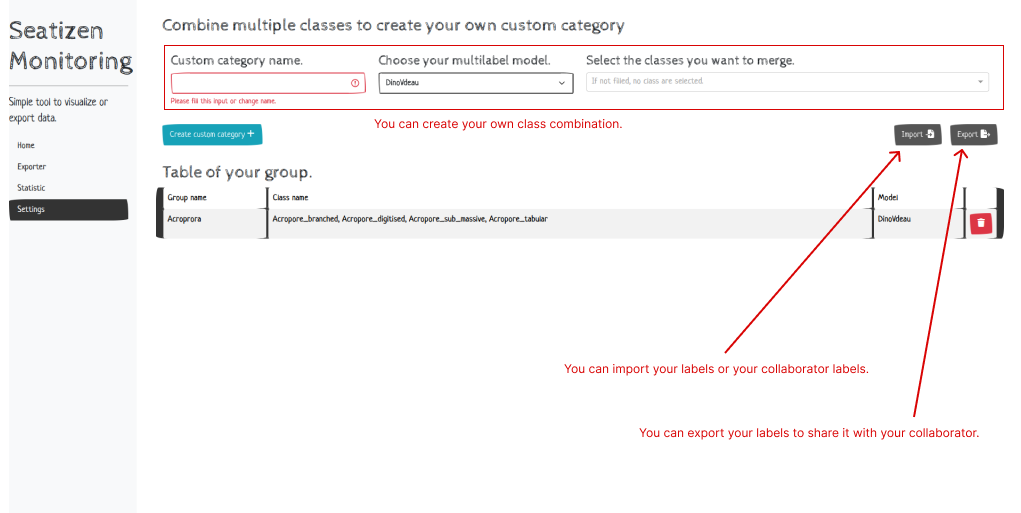 Seatizen
Monitoring
Simple tool to visualize or
export data.
Home
Exporter
Statistic
Settings
Combine multiple classes to create your own custom category
Custom category name.
Choose your multilabel model.
Select the classes you want to merge.
DinoVdeau
If not filled, no class are selected.
Please fill this input or change name.
You can create your own class combination.
Create custom category +
Import
Export
Table of your group.
Group name
Class name
Model
Acroprora
Acropore_branched, Acropore_digitised, Acropore_sub_massive, Acropore_tabular
DinoVdeau
You can import your labels or your collaborator labels.
You can export your labels to share it with your collaborator.